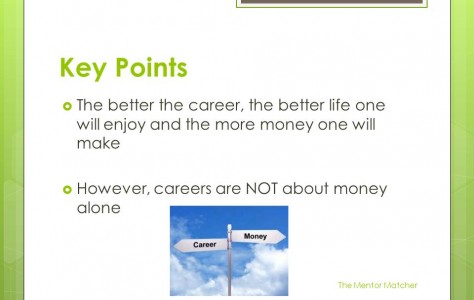 Key Points
The better the career, the better life one
will enjoy and the more money one will
make
However, careers are NOT about money
alone
Career
Money
The Mentor Matcher